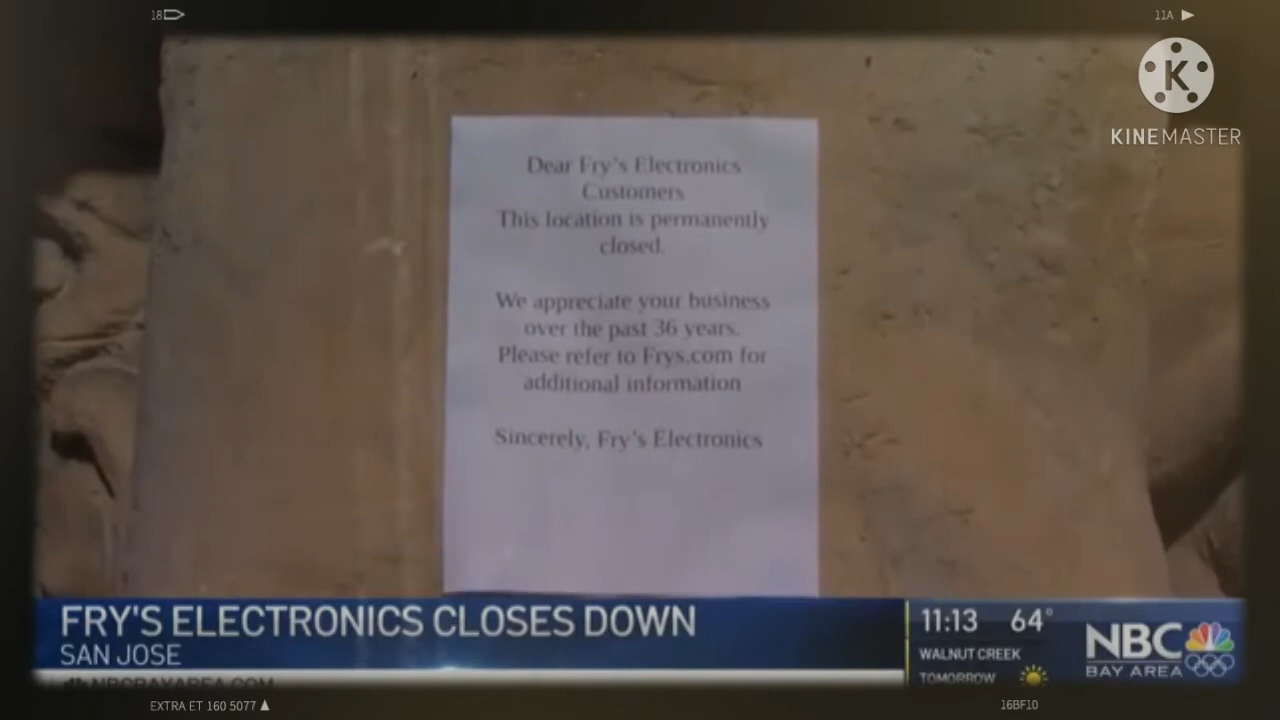 18
11A
K
KINEMASTER
Dear Fry's Electronics
Customers
This location is permanently
closed.
We appreciate your business
over the past 36 years.
Please refer to Frys.com for
additional information
Sincerely, Fry's Electronics
FRY'S ELECTRONICS CLOSES DOWN
SAN JOSE
NBCBAYAREA.COM
11:13 64°
WALNUT CREEK
TOMORROW
NBC
BAY AREA
EXTRA ET 160 5077
16BF10